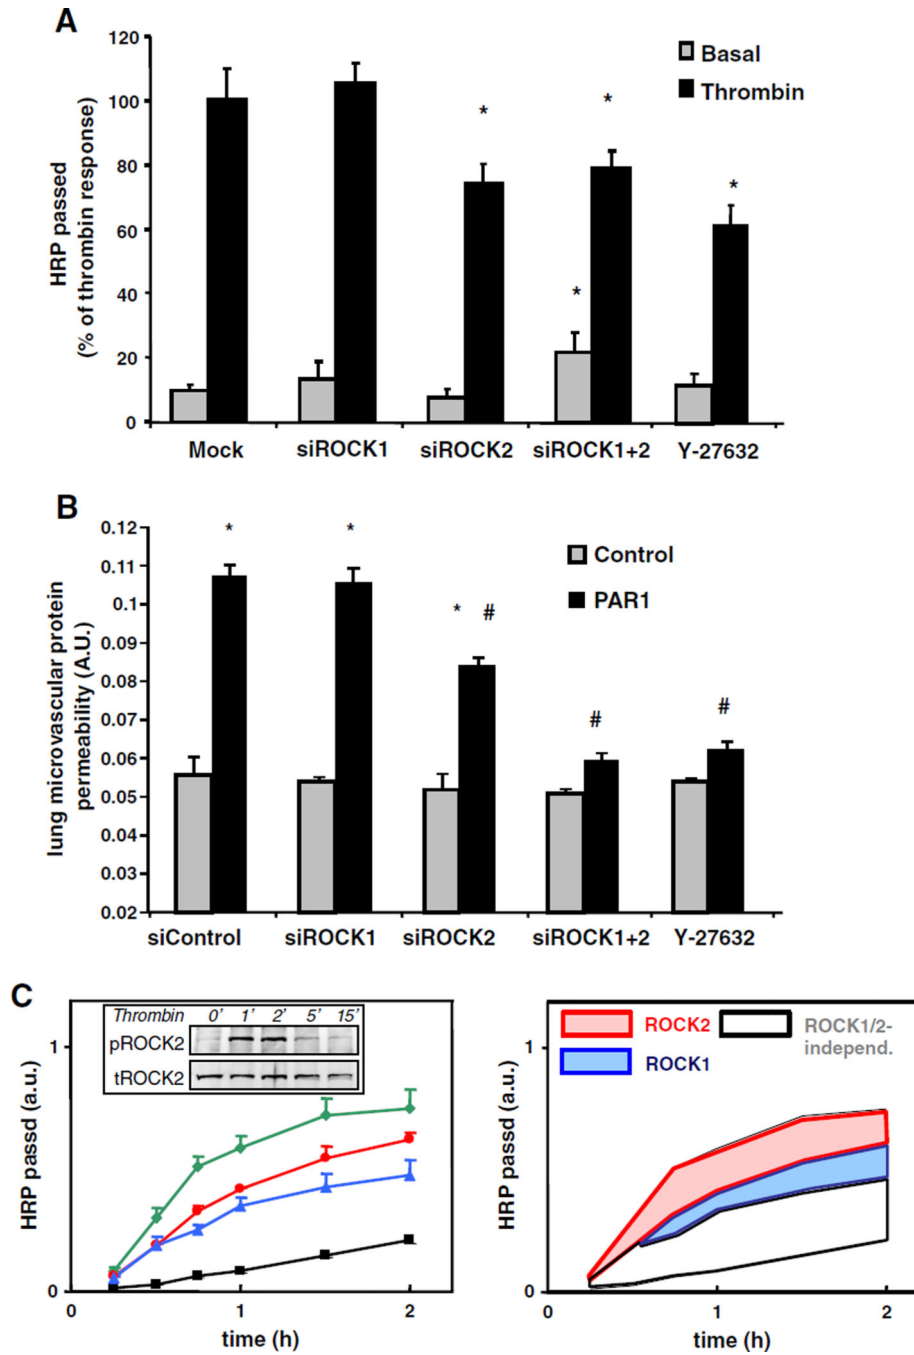 A
120
100
80
60
40
20
0
HRP passed
(% of thrombin response)
Basal
Thrombin
*
*
*
*
Mock
siROCK1
siROCK2
siROCK1+2
Y-27632
B
0.12
0.11
0.1
0.09
0.08
0.07
0.06
0.05
0.04
0.03
0.02
lung microvascular protein
permeability (A.U.)
Control
PAR1
*
*
* #
#
#
siControl
siROCK1
siROCK2
siROCK1+2
Y-27632
C
Thrombin 0' 1' 2' 5' 15'
pROCK2
tROCK2
1
0
HRP passd (a.u.)
0 1 2
time (h)
ROCK2
ROCK1
ROCK1/2-
independ.
1
0
HRP passd (a.u.)
0 1 2
time (h)